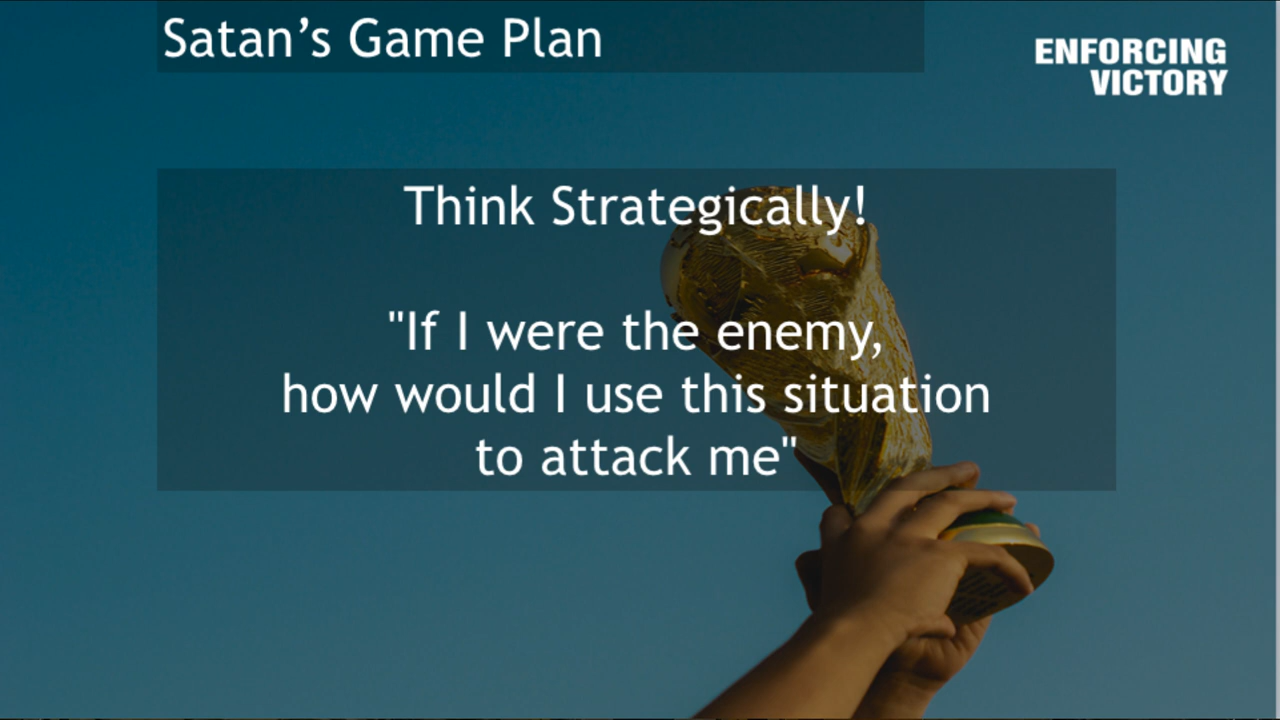 Satan’s Game Plan
ENFORCING
VICTORY
Think Strategically!
"If I were the enemy,
how would I use this situation
to attack me"